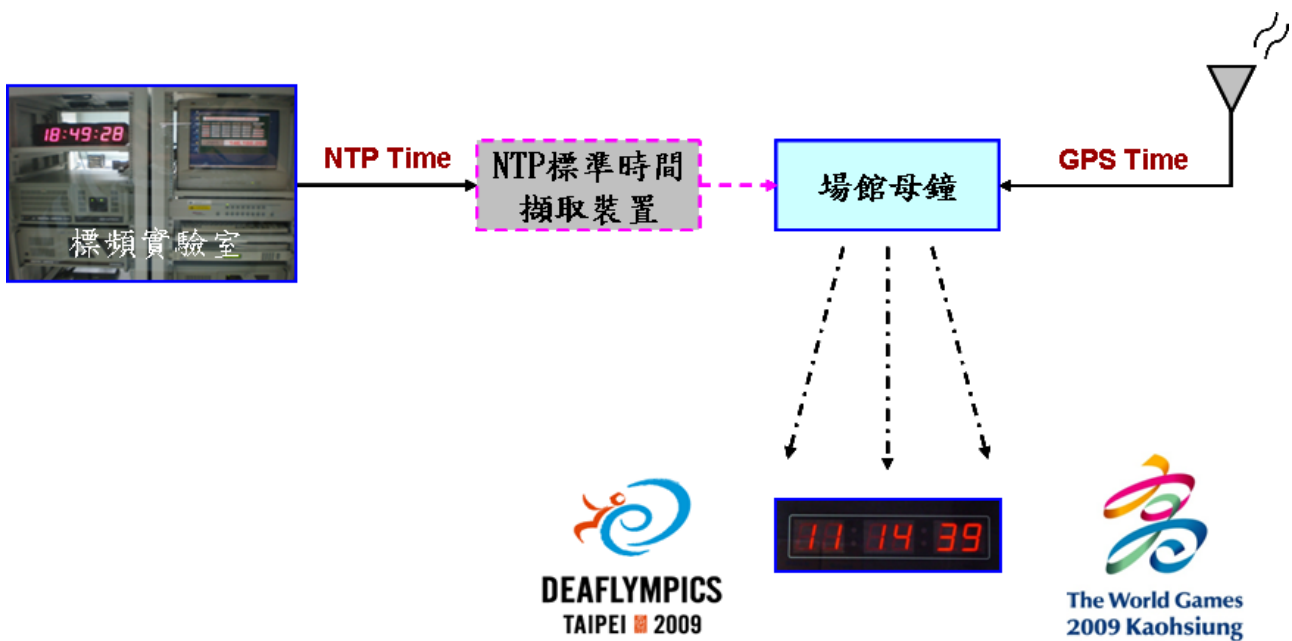 18:49:28
標頻實驗室
NTP Time
NTP標準時間
擷取裝置
場館母鐘
GPS Time
11:14:39
DEAFLYMPICS
TAIPEI 2009
The World Games
2009 Kaohsiung